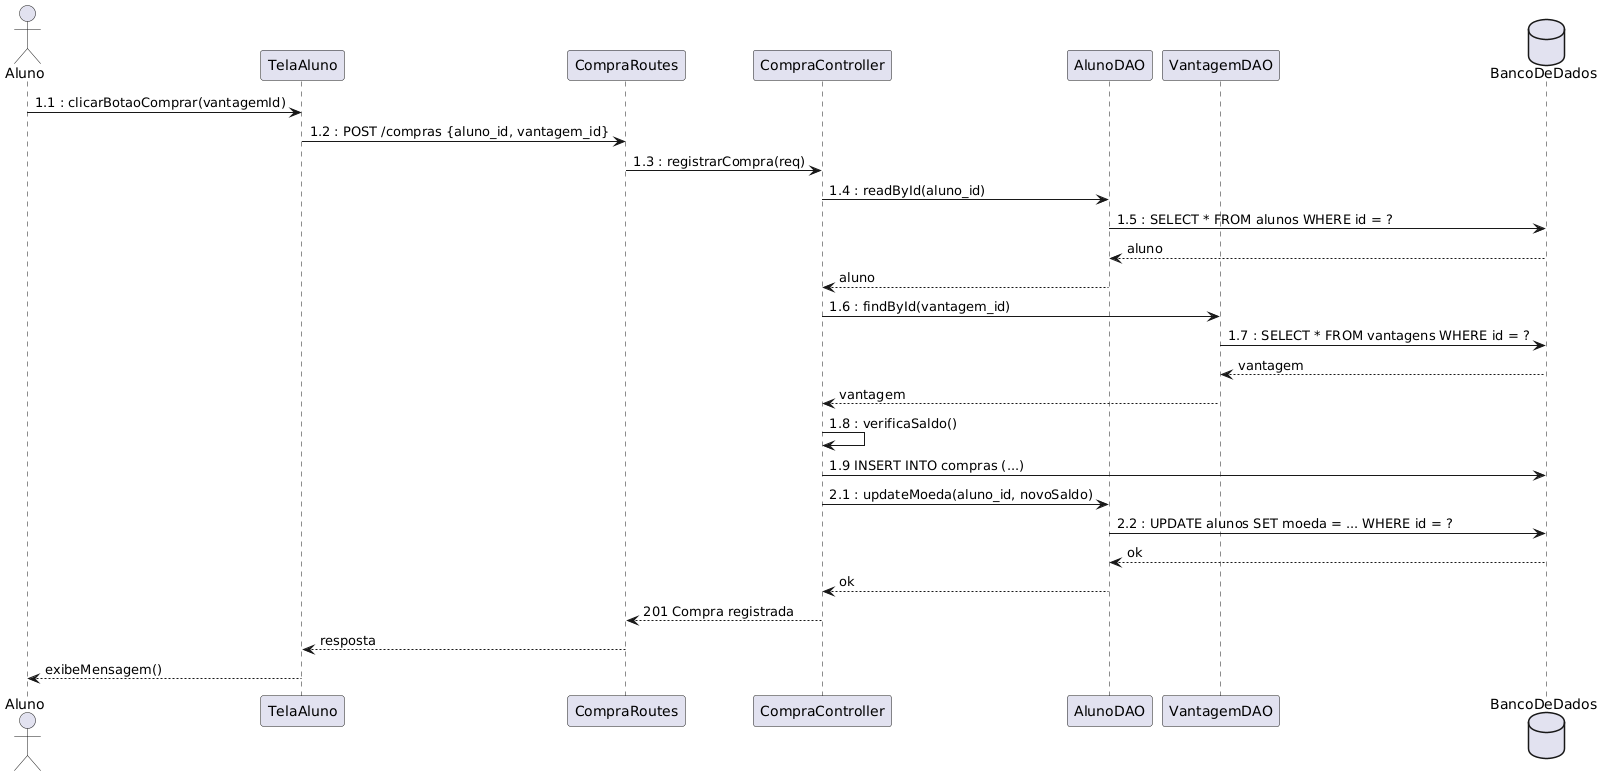 Aluno
TelaAluno
CompraRoutes
CompraController
AlunoDAO
VantagemDAO
BancoDeDados
1.1 : clicarBotaoComprar(vantagemId)
1.2 : POST /compras {aluno_id, vantagem_id}
1.3 : registrarCompra(req)
1.4 : readById(aluno_id)
1.5 : SELECT * FROM alunos WHERE id = ?
aluno
aluno
1.6 : findById(vantagem_id)
1.7 : SELECT * FROM vantagens WHERE id = ?
vantagem
vantagem
1.8 : verificaSaldo()
1.9 INSERT INTO compras (...)
2.1 : updateMoeda(aluno_id, novoSaldo)
2.2 : UPDATE alunos SET moeda = ... WHERE id = ?
ok
ok
201 Compra registrada
resposta
exibeMensagem()
Aluno
TelaAluno
CompraRoutes
CompraController
AlunoDAO
VantagemDAO
BancoDeDados